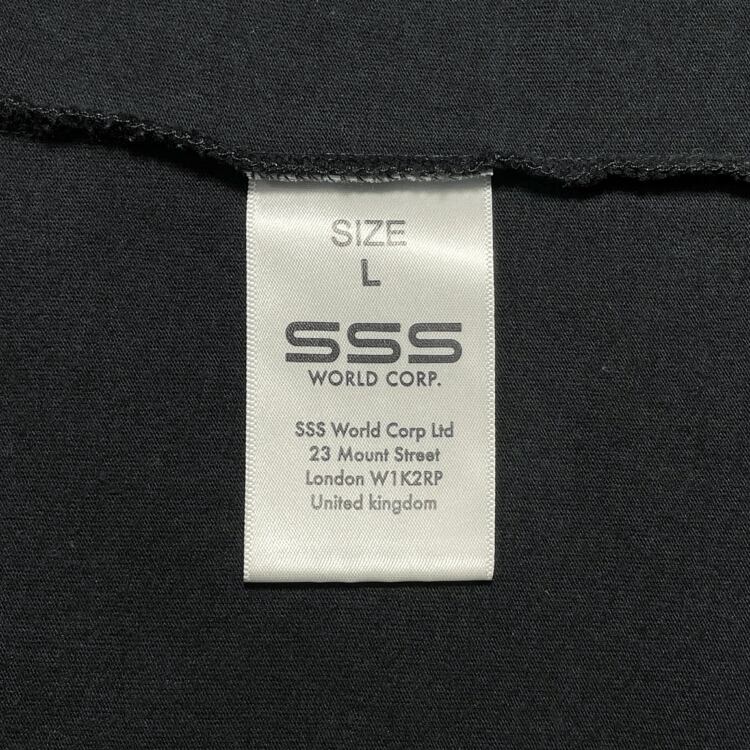 SIZE
L
SSS
WORLD CORP.
SSS World Corp Ltd
23 Mount Street
London W1K2RP
United kingdom